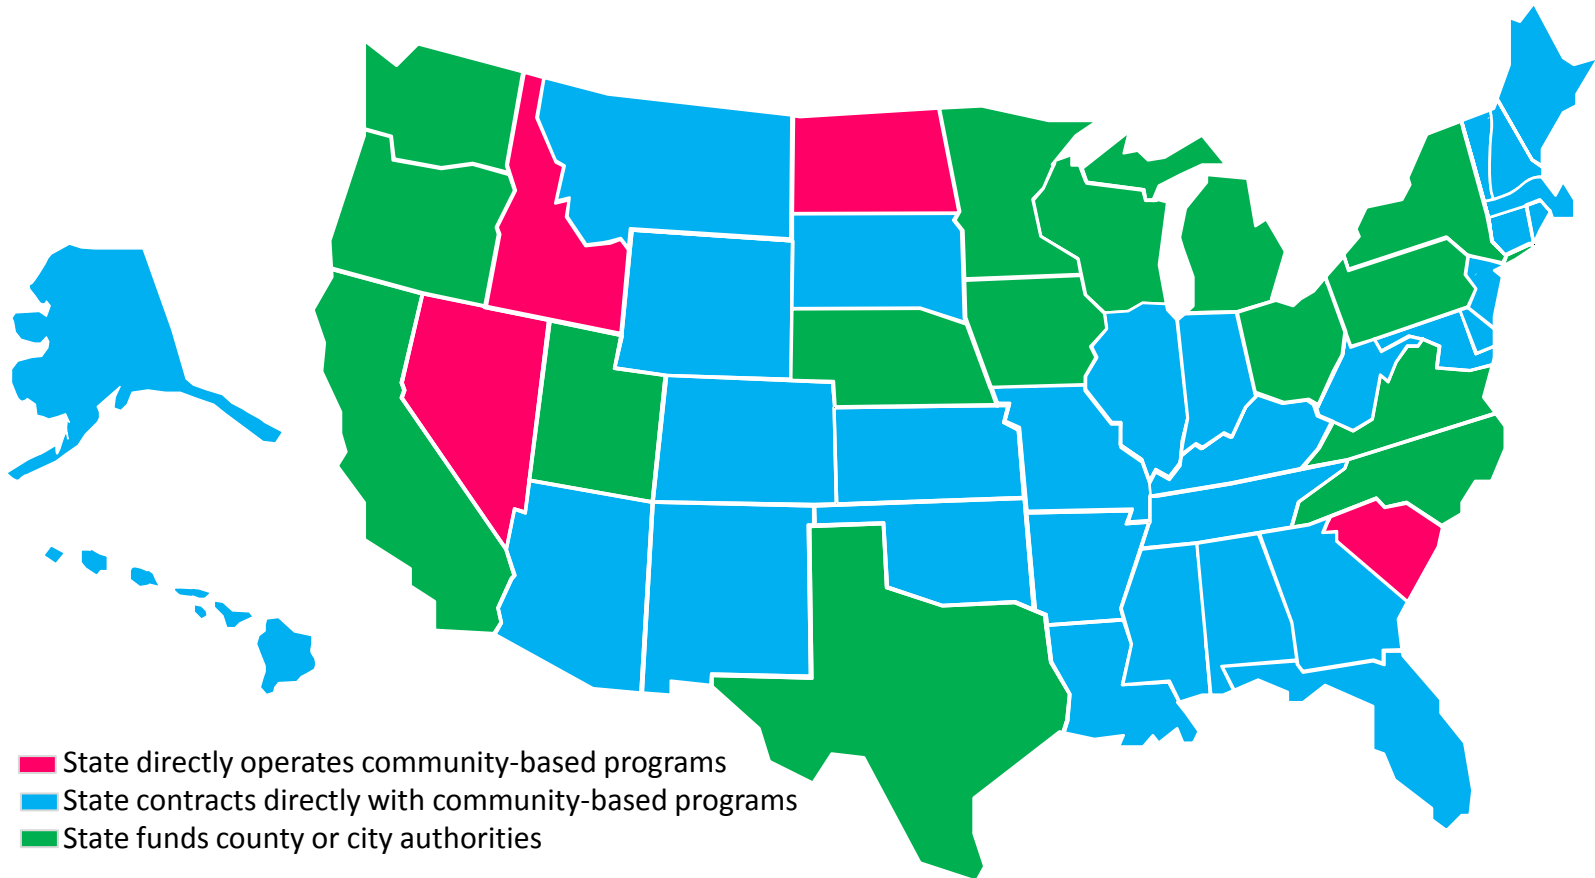 State directly operates community-based programs
State contracts directly with community-based programs
State funds county or city authorities